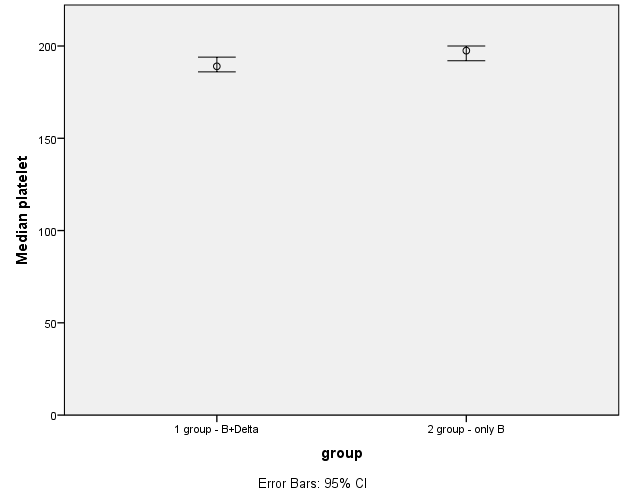 Median platelet
200
150
100
50
0
1 group - B+Delta
2 group - only B
group
Error Bars: 95% CI